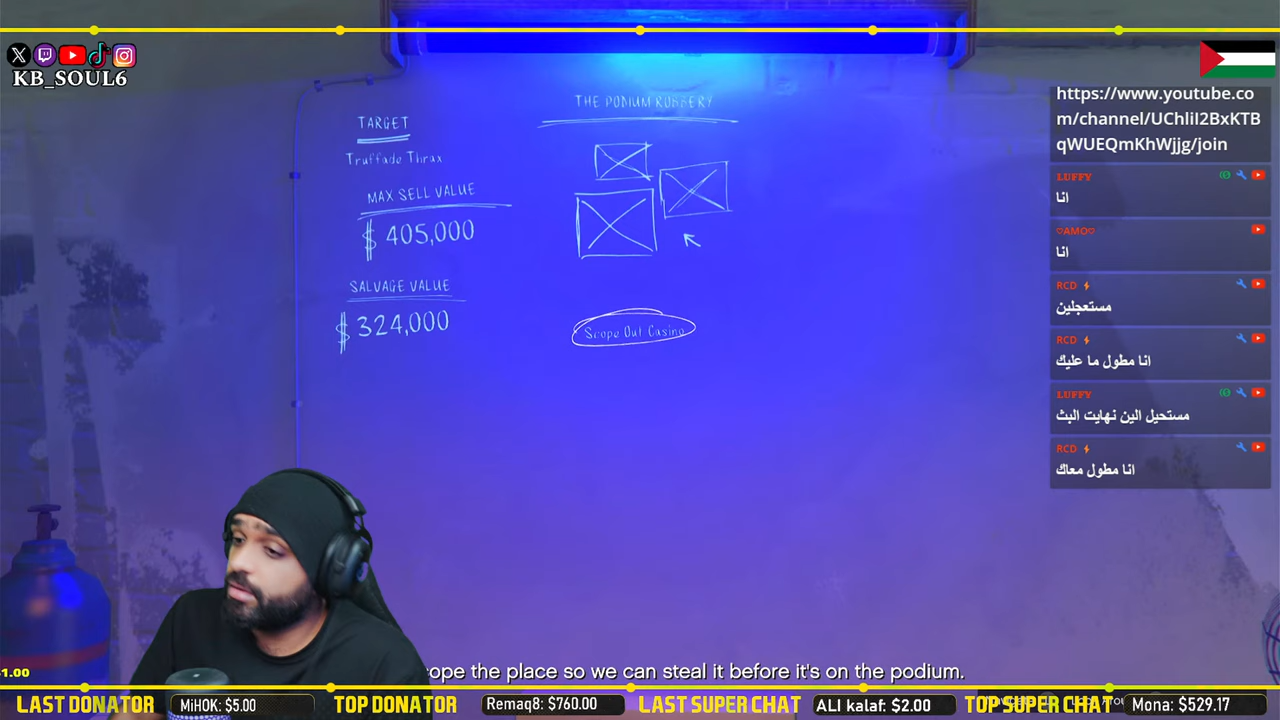 KB_SOUL6
TARGET
Truffade Thrax
MAX SELL VALUE
$ 405,000
SALVAGE VALUE
$ 324,000
THE PODIUM ROBBERY
Scope Out Casino
https://www.youtube.co
m/channel/UChliI2BxKTB
qWUEQmKhWjjg/join
LUFFY
انا
♡AMO♡
انا
RCD
مستعجلين
RCD
انا مطول ما عليك
LUFFY
مستحيل الين نهايت البث
RCD
انا مطول معاك
cope the place so we can steal it before it's on the podium.
1.00
LAST DONATOR
MiHOK: $5.00
TOP DONATOR
Remaq8: $760.00
LAST SUPER CHAT
ALI kalaf: $2.00
TOP SUPER CHAT
Mona: $529.17